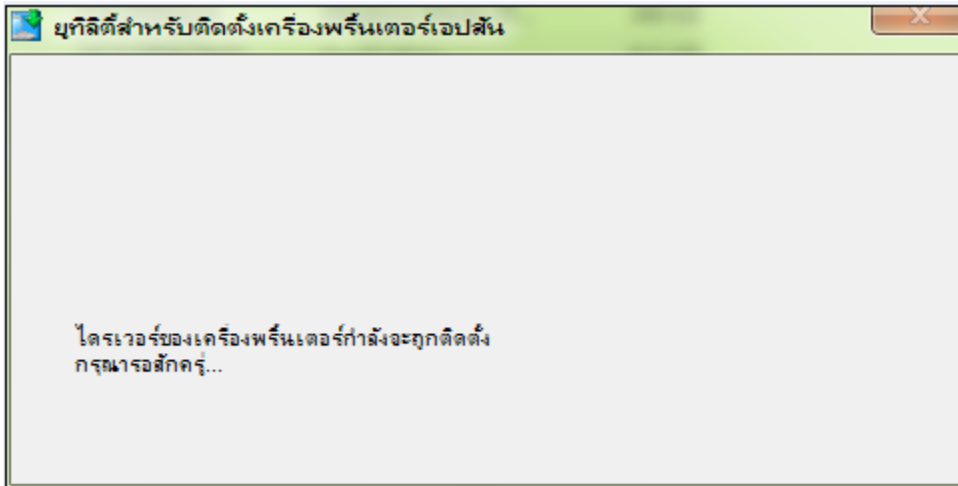 ยูทิลิตี้สำหรับติดตั้งเครื่องพริ้นเตอร์เอปสัน
ไดรเวอร์ของเครื่องพริ้นเตอร์กำลังจะถูกติดตั้ง
กรุณารอสักครู่...